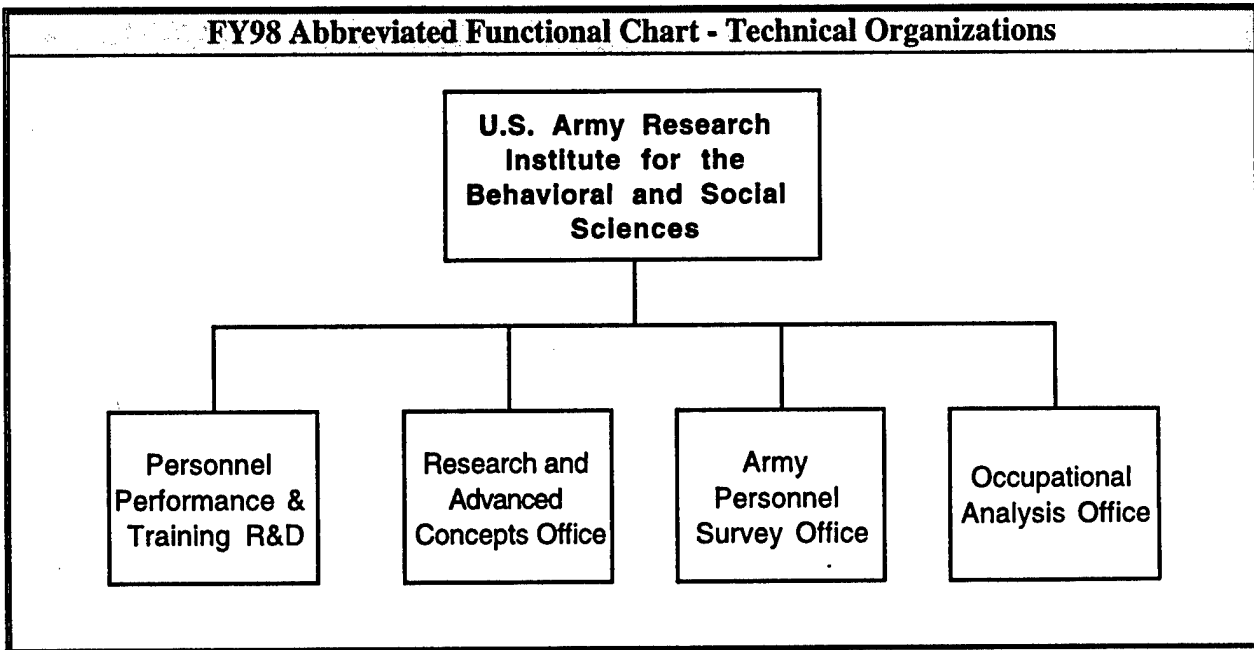 FY98 Abbreviated Functional Chart - Technical Organizations
U.S. Army Research
Institute for the
Behavioral and Social
Sciences
Personnel
Performance &
Training R&D
Research and
Advanced
Concepts Office
Army
Personnel
Survey Office
Occupational
Analysis Office